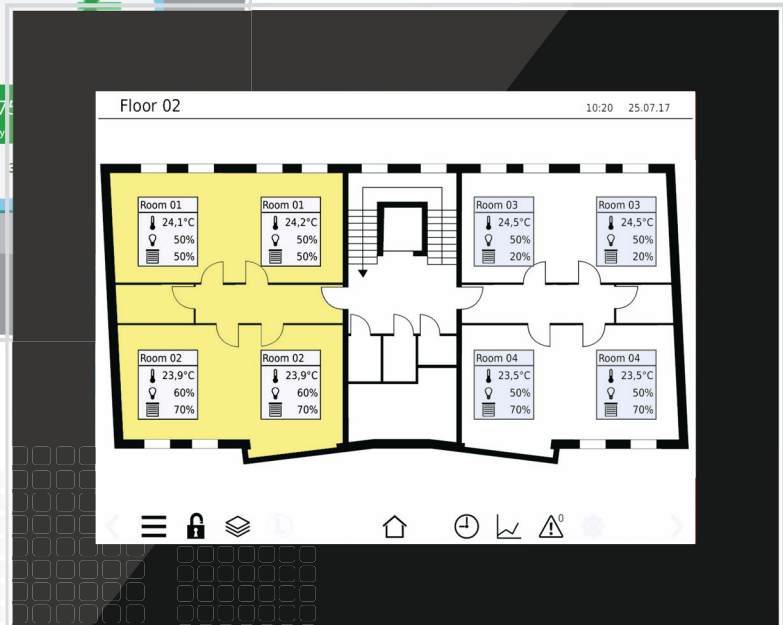 Floor 02
10:20 25.07.17
Room 01
24,1°C
50%
50%
Room 01
24,2°C
50%
50%
Room 03
24,5°C
50%
20%
Room 03
24,5°C
50%
20%
Room 02
23,9°C
60%
70%
Room 02
23,9°C
60%
70%
Room 04
23,5°C
50%
70%
Room 04
23,5°C
50%
70%
0